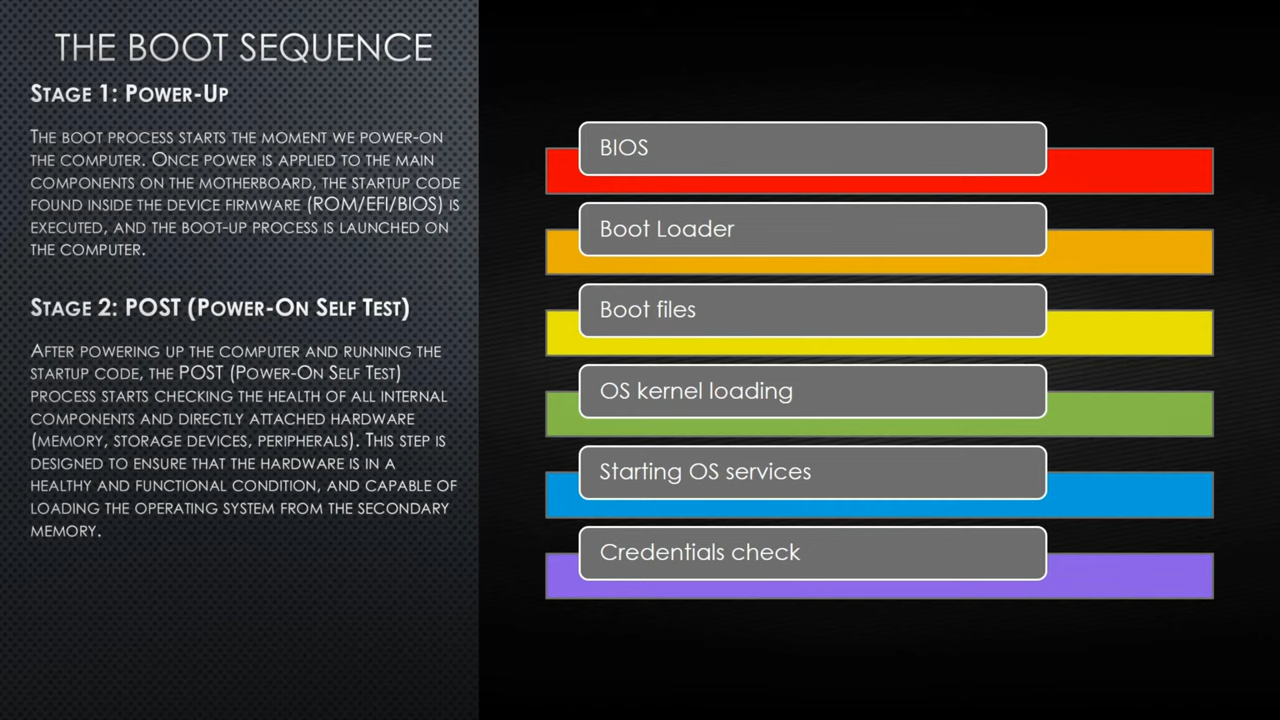 THE BOOT SEQUENCE
STAGE 1: POWER-UP
THE BOOT PROCESS STARTS THE MOMENT WE POWER-ON
THE COMPUTER. ONCE POWER IS APPLIED TO THE MAIN
COMPONENTS ON THE MOTHERBOARD, THE STARTUP CODE
FOUND INSIDE THE DEVICE FIRMWARE (ROM/EFI/BIOS) IS
EXECUTED, AND THE BOOT-UP PROCESS IS LAUNCHED ON
THE COMPUTER.
STAGE 2: POST (POWER-ON SELF TEST)
AFTER POWERING UP THE COMPUTER AND RUNNING THE
STARTUP CODE, THE POST (POWER-ON SELF TEST)
PROCESS STARTS CHECKING THE HEALTH OF ALL INTERNAL
COMPONENTS AND DIRECTLY ATTACHED HARDWARE
(MEMORY, STORAGE DEVICES, PERIPHERALS). THIS STEP IS
DESIGNED TO ENSURE THAT THE HARDWARE IS IN A
HEALTHY AND FUNCTIONAL CONDITION, AND CAPABLE OF
LOADING THE OPERATING SYSTEM FROM THE SECONDARY
MEMORY.
BIOS
Boot Loader
Boot files
OS kernel loading
Starting OS services
Credentials check